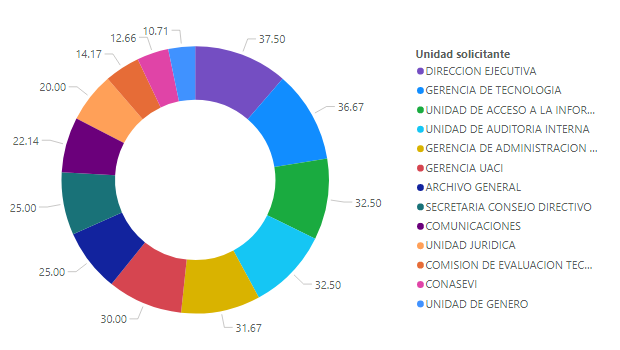 10.71
12.66
14.17
20.00
22.14
25.00
25.00
30.00
31.67
32.50
32.50
36.67
37.50
Unidad solicitante
DIRECCION EJECUTIVA
GERENCIA DE TECNOLOGIA
UNIDAD DE ACCESO A LA INFOR...
UNIDAD DE AUDITORIA INTERNA
GERENCIA DE ADMINISTRACION ...
GERENCIA UACI
ARCHIVO GENERAL
SECRETARIA CONSEJO DIRECTIVO
COMUNICACIONES
UNIDAD JURIDICA
COMISION DE EVALUACION TEC...
CONASEVI
UNIDAD DE GENERO